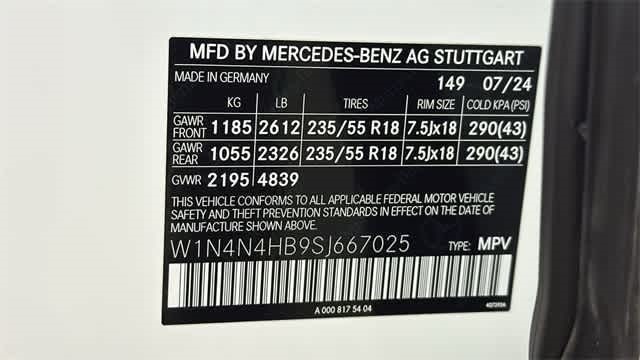 MFD BY MERCEDES-BENZ AG STUTTGART
MADE IN GERMANY 149 07/24
KG LB TIRES RIM SIZE COLD KPA (PSI)
GAWR FRONT 1185 2612 235/55 R18 7.5Jx18 290(43)
GAWR REAR 1055 2326 235/55 R18 7.5Jx18 290(43)
GVWR 2195 4839
THIS VEHICLE CONFORMS TO ALL APPLICABLE FEDERAL MOTOR VEHICLE
SAFETY AND THEFT PREVENTION STANDARDS IN EFFECT ON THE DATE OF
MANUFACTURE SHOWN ABOVE.
W1N4N4HB9SJ667025 TYPE: MPV
A 000 817 54 04